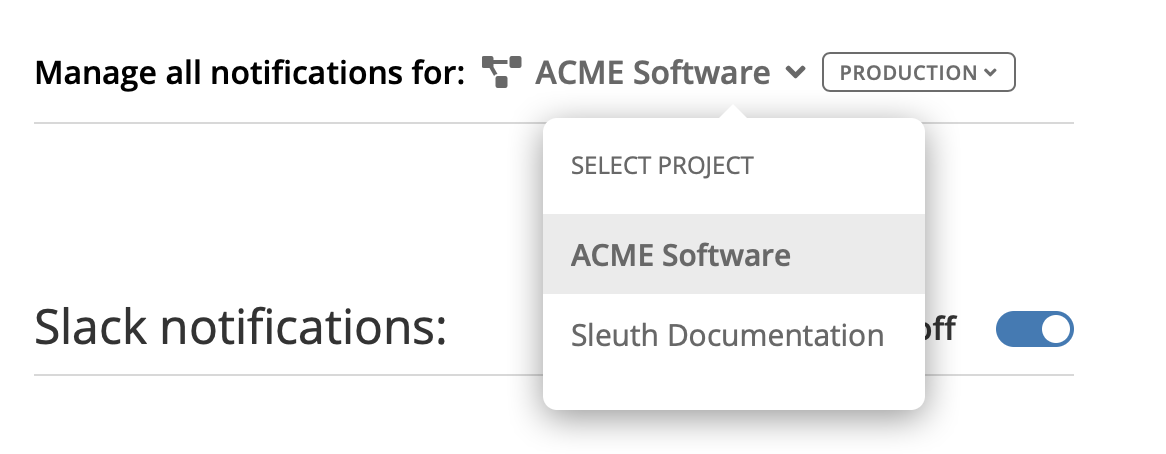 Manage all notifications for: ACME Software PRODUCTION
SELECT PROJECT
ACME Software
Sleuth Documentation
Slack notifications: off